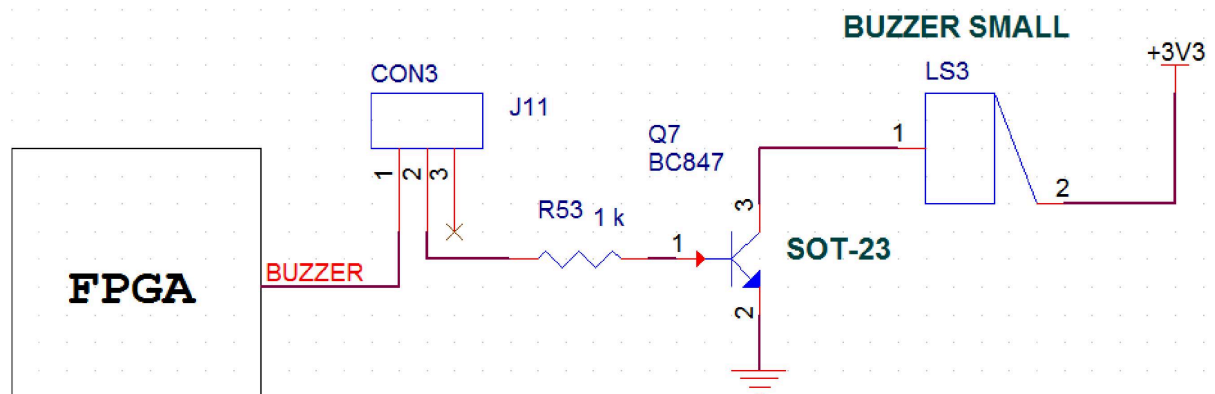 BUZZER SMALL
+3V3
LS3
CON3
J11
Q7
BC847
1
1
2
3
2
R53 1 k
3
1
SOT-23
BUZZER
FPGA
2